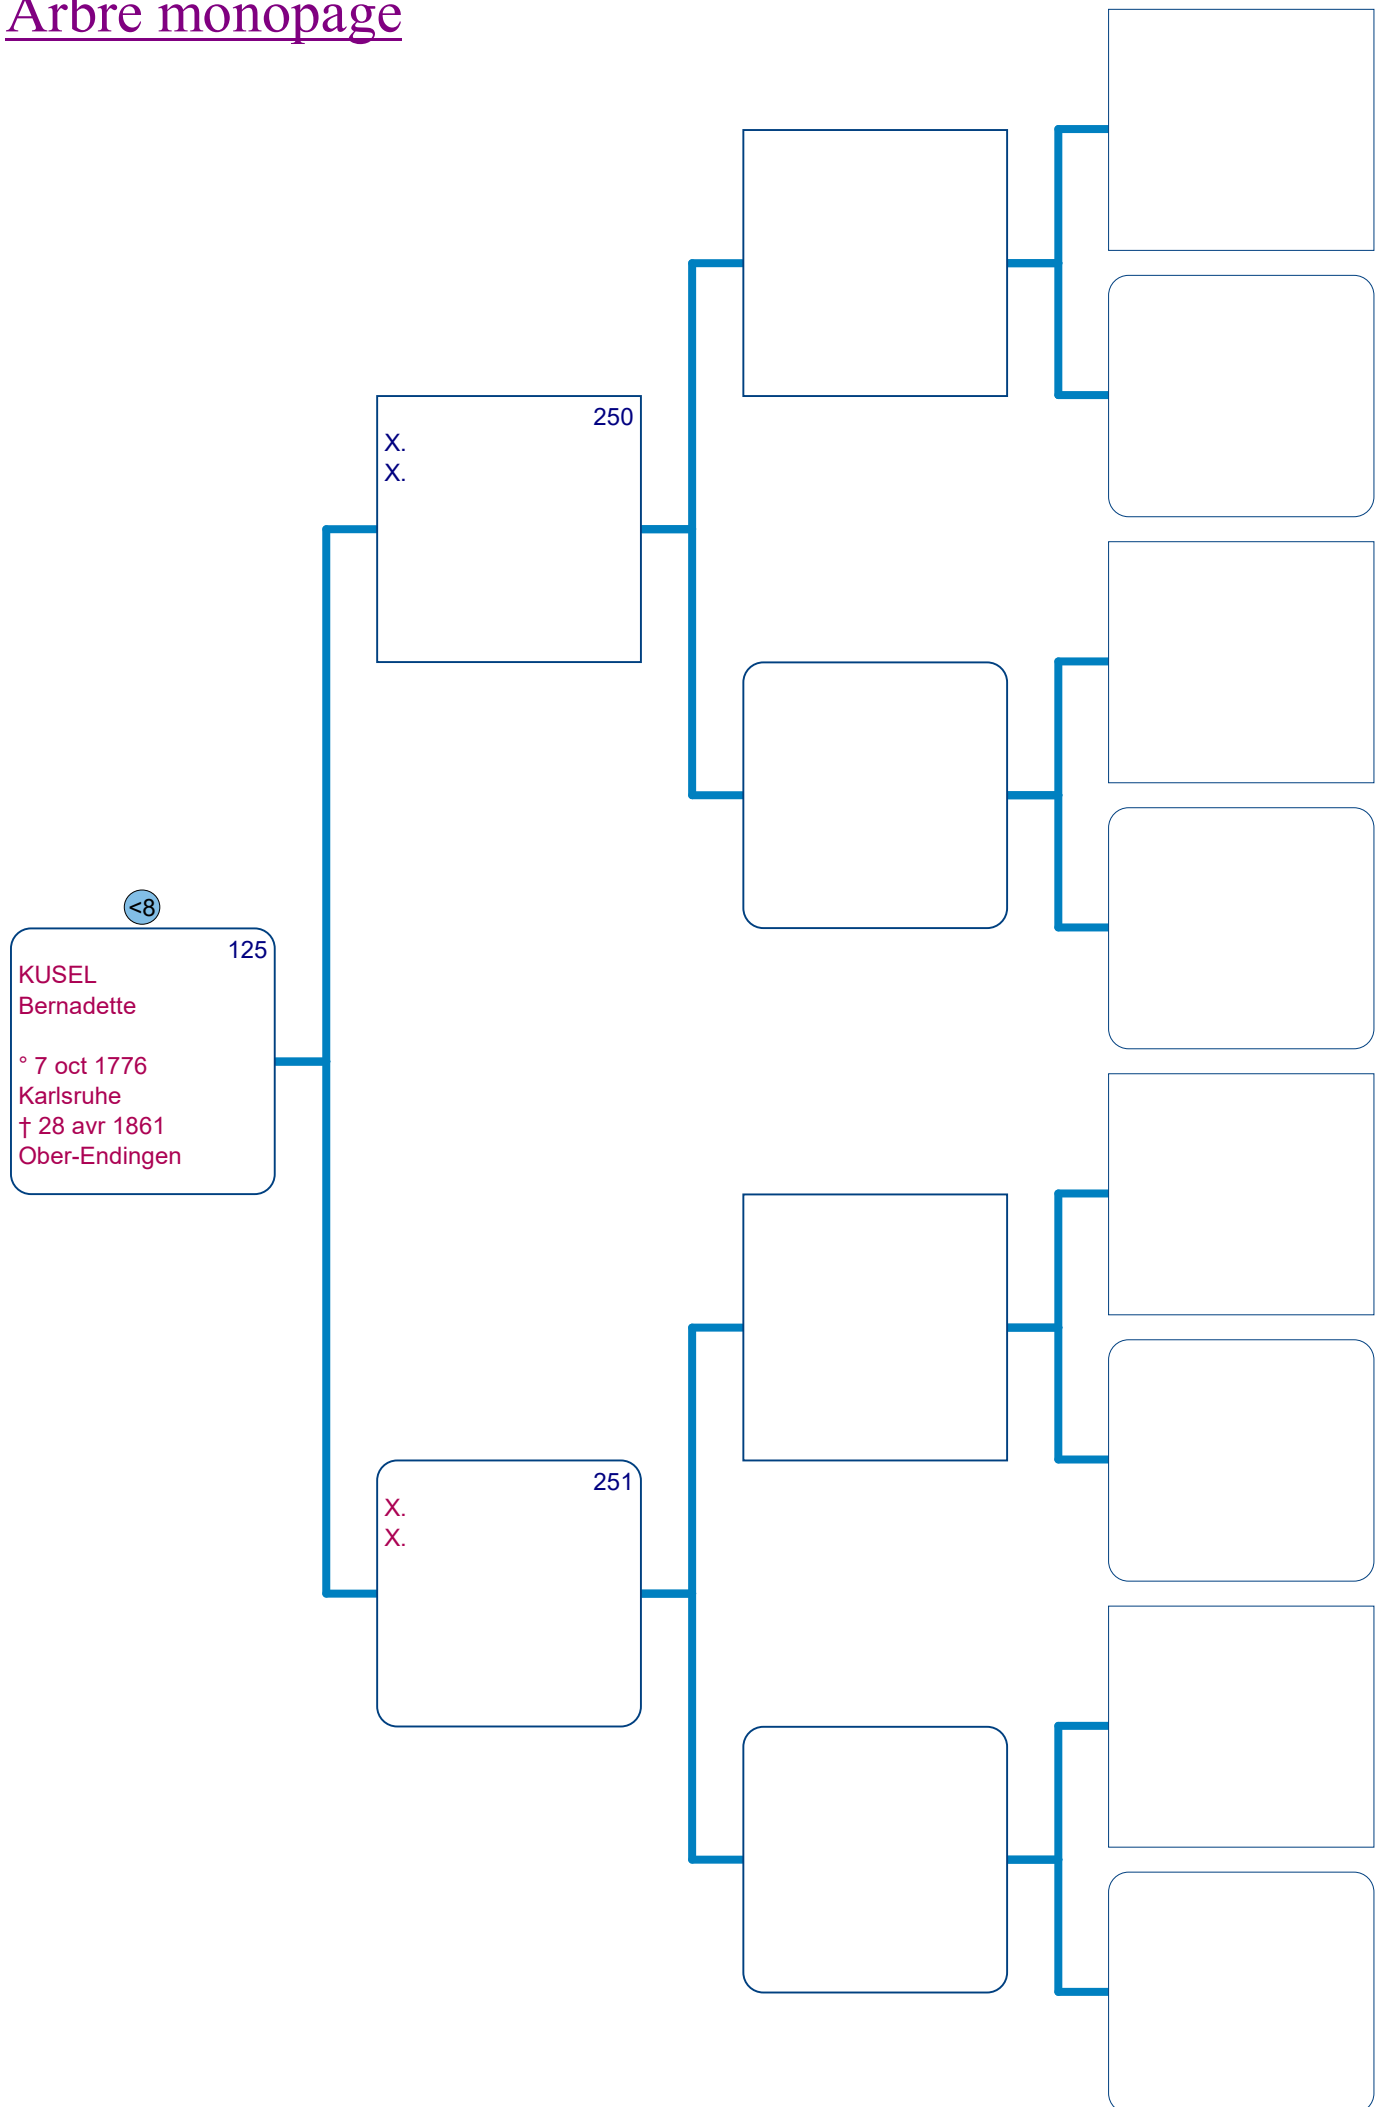 Arbre monopage
250
X.
X.
<8
125
KUSEL
Bernadette
° 7 oct 1776
Karlsruhe
† 28 avr 1861
Ober-Endingen
251
X.
X.